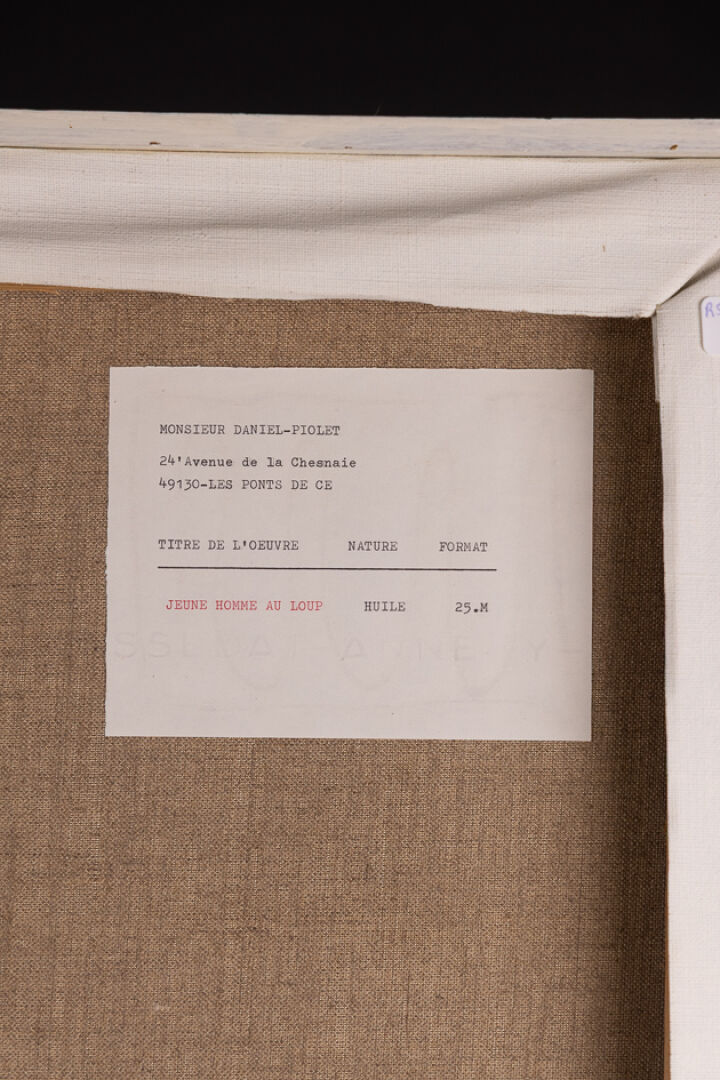 MONSIEUR DANIEL-PIOLET
24'Avenue de la Chesnaie
49130-LES PONTS DE CE
TITRE DE L'OEUVRE NATURE FORMAT
JEUNE HOMME AU LOUP HUILE 25.M